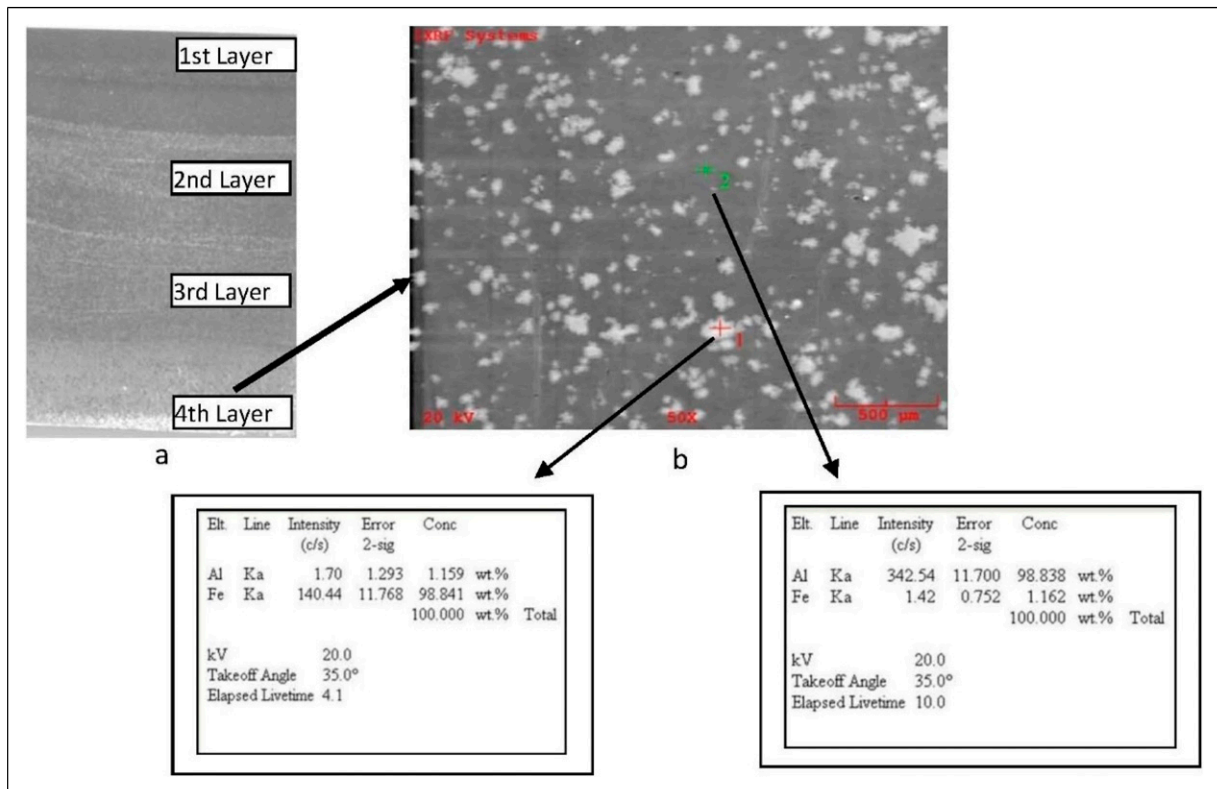 1st Layer
2nd Layer
3rd Layer
4th Layer
a
EXRF Systems
2
1
20 kV 50X 500 µm
b
Elt. Line Intensity Error Conc
(c/s) 2-sig
Al Ka 1.70 1.293 1.159 wt.%
Fe Ka 140.44 11.768 98.841 wt.%
100.000 wt.% Total
kV 20.0
Takeoff Angle 35.0°
Elapsed Livetime 4.1
Elt. Line Intensity Error Conc
(c/s) 2-sig
Al Ka 342.54 11.700 98.838 wt.%
Fe Ka 1.42 0.752 1.162 wt.%
100.000 wt.% Total
kV 20.0
Takeoff Angle 35.0°
Elapsed Livetime 10.0